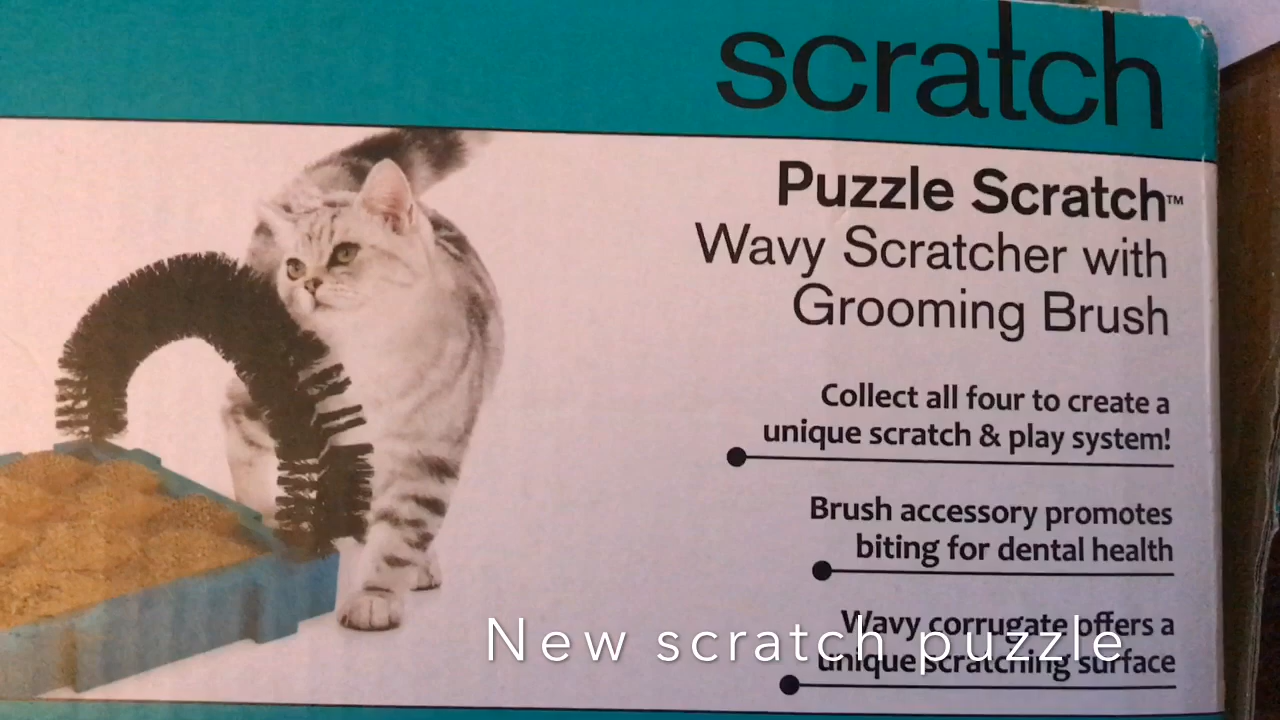 scratch
Puzzle Scratch™
Wavy Scratcher with
Grooming Brush
Collect all four to create a
unique scratch & play system!
Brush accessory promotes
biting for dental health
Wavy corrugate offers a
unique scratching surface
New scratch puzzle